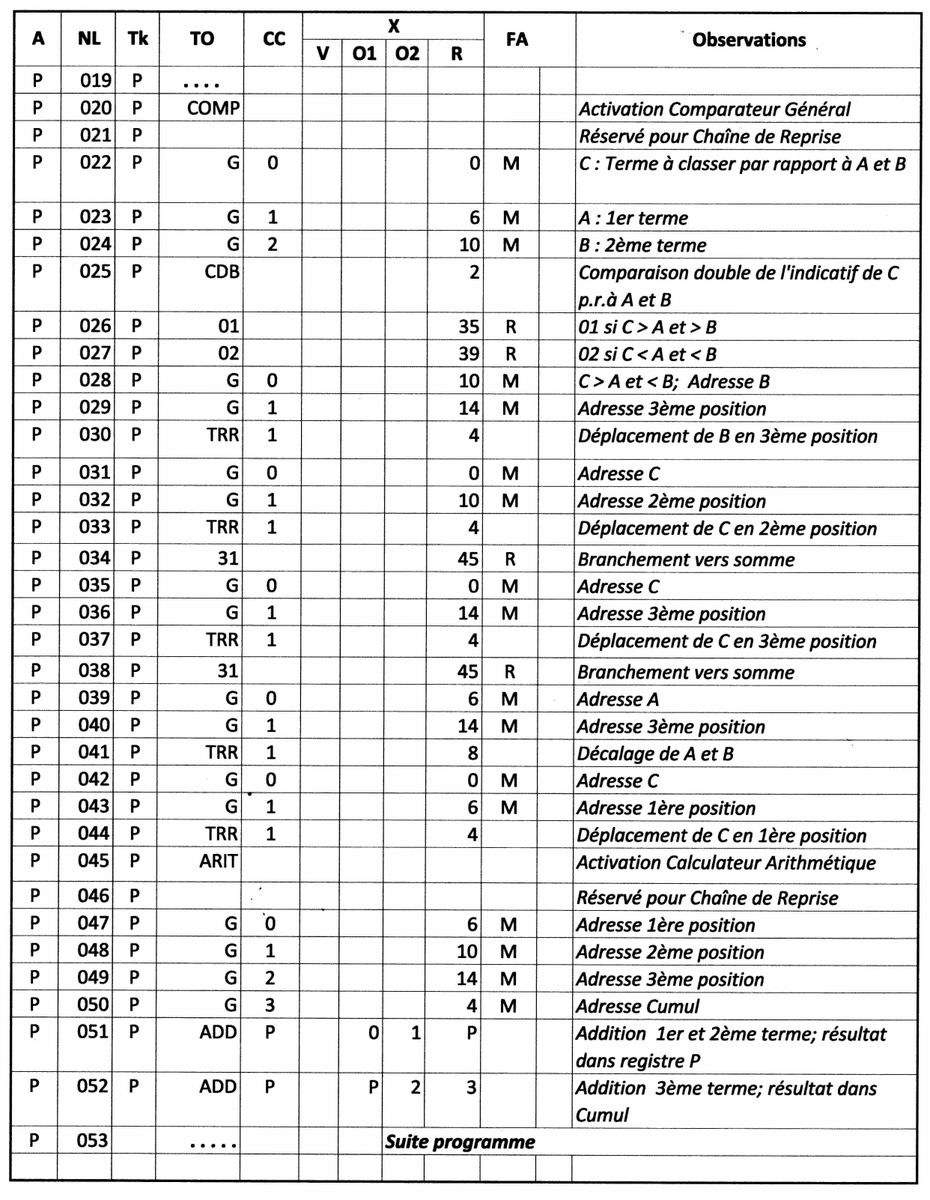 A NL Tk TO CC X FA Observations
V O1 O2 R
P 019 P ....
P 020 P COMP Activation Comparateur Général
P 021 P Réservé pour Chaîne de Reprise
P 022 P G 0 0 M C : Terme à classer par rapport à A et B
P 023 P G 1 6 M A : 1er terme
P 024 P G 2 10 M B : 2ème terme
P 025 P CDB 2 Comparaison double de l'indicatif de C
p.r.à A et B
P 026 P 01 35 R 01 si C > A et > B
P 027 P 02 39 R 02 si C < A et < B
P 028 P G 0 10 M C > A et < B; Adresse B
P 029 P G 1 14 M Adresse 3ème position
P 030 P TRR 1 4 Déplacement de B en 3ème position
P 031 P G 0 0 M Adresse C
P 032 P G 1 10 M Adresse 2ème position
P 033 P TRR 1 4 Déplacement de C en 2ème position
P 034 P 31 45 R Branchement vers somme
P 035 P G 0 0 M Adresse C
P 036 P G 1 14 M Adresse 3ème position
P 037 P TRR 1 4 Déplacement de C en 3ème position
P 038 P 31 45 R Branchement vers somme
P 039 P G 0 6 M Adresse A
P 040 P G 1 14 M Adresse 3ème position
P 041 P TRR 1 8 Décalage de A et B
P 042 P G 0 0 M Adresse C
P 043 P G 1 6 M Adresse 1ère position
P 044 P TRR 1 4 Déplacement de C en 1ère position
P 045 P ARIT Activation Calculateur Arithmétique
P 046 P Réservé pour Chaîne de Reprise
P 047 P G 0 6 M Adresse 1ère position
P 048 P G 1 10 M Adresse 2ème position
P 049 P G 2 14 M Adresse 3ème position
P 050 P G 3 4 M Adresse Cumul
P 051 P ADD P 0 1 P Addition 1er et 2ème terme; résultat
dans registre P
P 052 P ADD P P 2 3 Addition 3ème terme; résultat dans
Cumul
P 053 ..... Suite programme